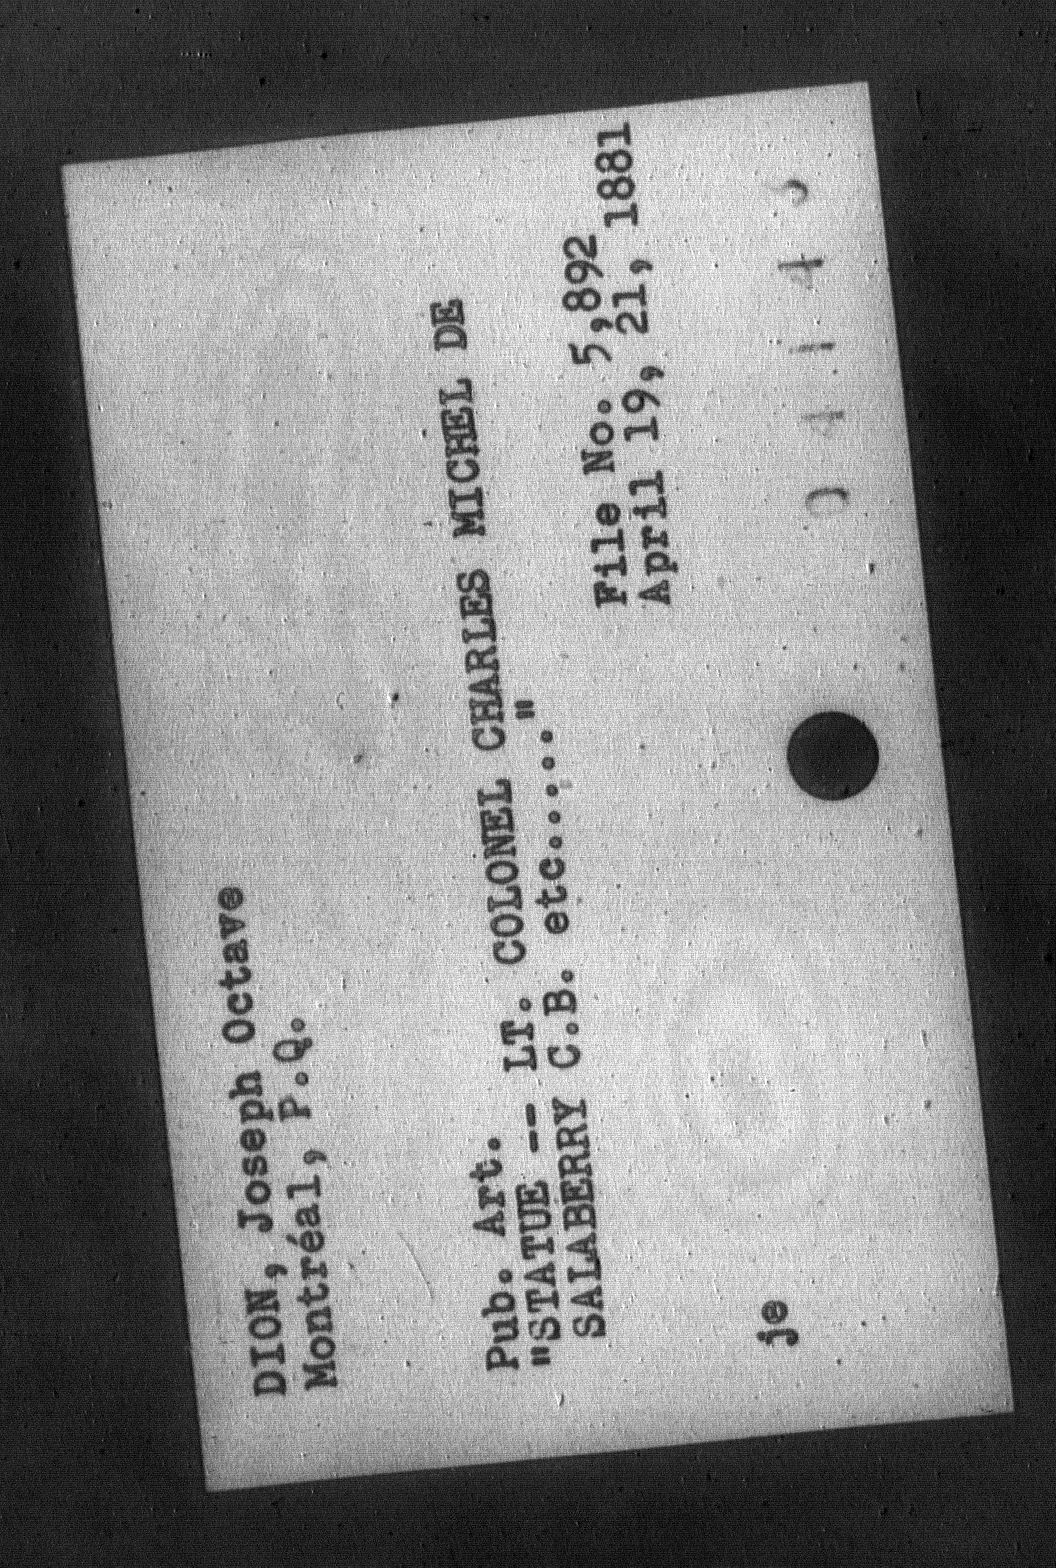 DION, Joseph Octave
Montréal, P.Q.
Pub. Art.
"STATUE -- LT. COLONEL CHARLES MICHEL DE
SALABERRY C.B. etc....."
File No. 5,892
April 19, 21, 1881
je